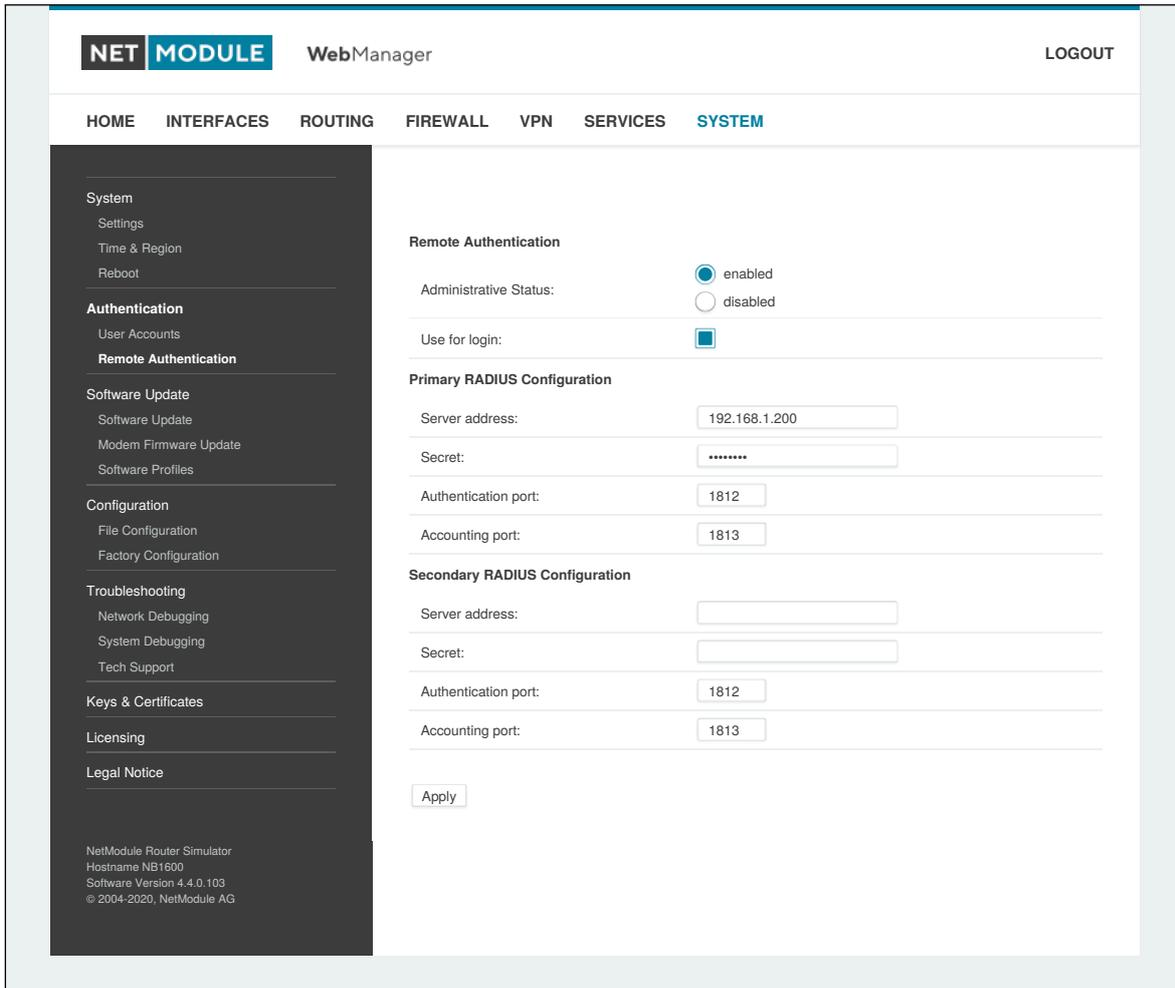 NET MODULE WebManager LOGOUT
HOME INTERFACES ROUTING FIREWALL VPN SERVICES SYSTEM
System
Settings
Time & Region
Reboot
Authentication
User Accounts
Remote Authentication
Software Update
Software Update
Modem Firmware Update
Software Profiles
Configuration
File Configuration
Factory Configuration
Troubleshooting
Network Debugging
System Debugging
Tech Support
Keys & Certificates
Licensing
Legal Notice
NetModule Router Simulator
Hostname NB1600
Software Version 4.4.0.103
© 2004-2020, NetModule AG
Remote Authentication
Administrative Status:
enabled
disabled
Use for login:
Primary RADIUS Configuration
Server address: 192.168.1.200
Secret: ••••••••
Authentication port: 1812
Accounting port: 1813
Secondary RADIUS Configuration
Server address:
Secret:
Authentication port: 1812
Accounting port: 1813
Apply